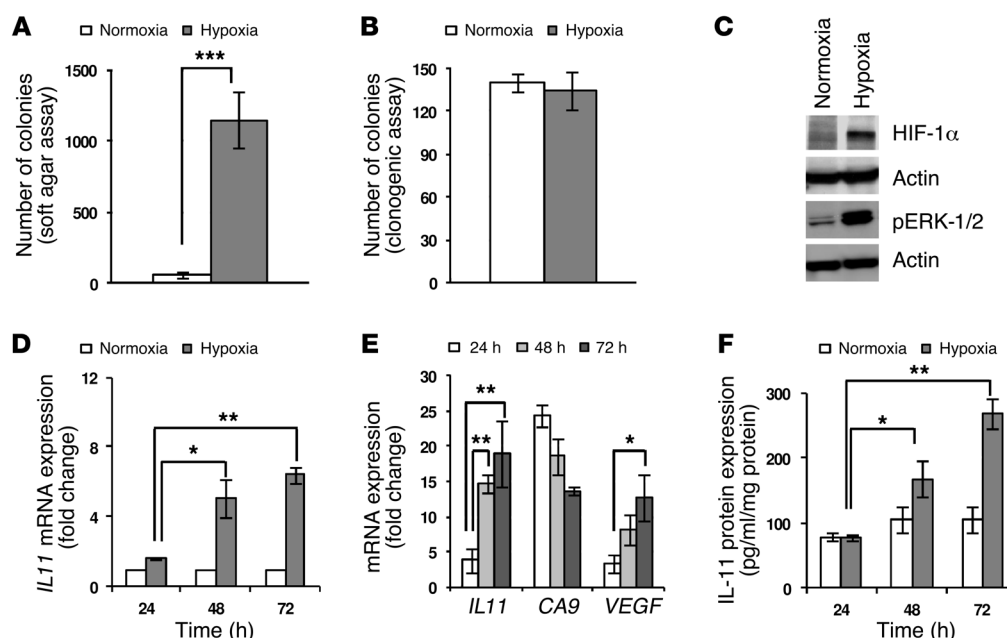 A
Normoxia Hypoxia
Number of colonies
(soft agar assay)
1500
1000
500
0
***
B
Normoxia Hypoxia
Number of colonies
(clonogenic assay)
150
120
90
60
30
0
C
Normoxia
Hypoxia
HIF-1α
Actin
pERK-1/2
Actin
D
Normoxia Hypoxia
IL11 mRNA expression
(fold change)
12
8
4
0
*
**
24 48 72
Time (h)
E
24 h 48 h 72 h
mRNA expression
(fold change)
30
25
20
15
10
5
0
**
**
*
IL11 CA9 VEGF
F
Normoxia Hypoxia
IL-11 protein expression
(pg/ml/mg protein)
400
300
200
100
0
**
*
24 48 72
Time (h)